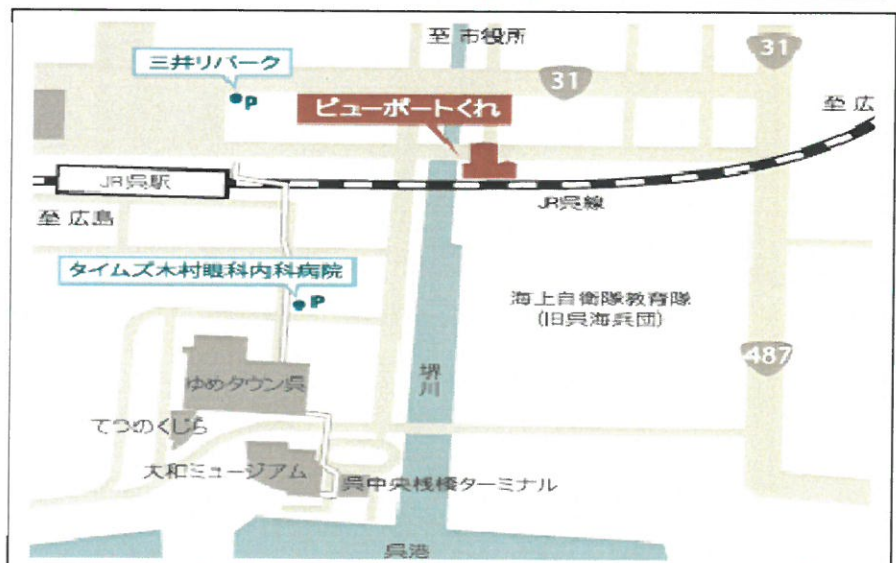 至 市役所
31
三井リパーク
31
P
至 広
ビューポートくれ
JR呉駅
JR呉線
至 広島
タイムズ木村眼科内科病院
P
海上自衛隊教育隊
(旧呉海兵団)
487
堺川
ゆめタウン呉
てつのくじら
大和ミュージアム
呉中央桟橋ターミナル
呉港